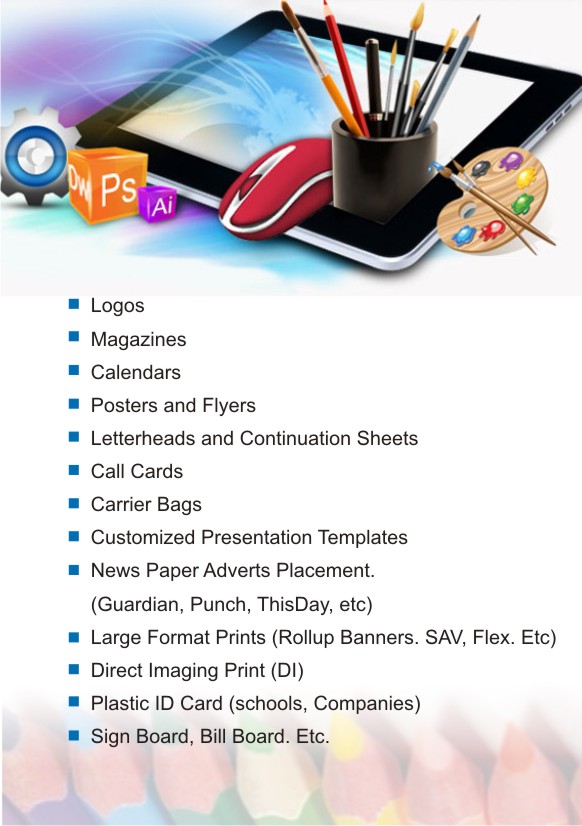 Dw
Ps
Ai
Logos
Magazines
Calendars
Posters and Flyers
Letterheads and Continuation Sheets
Call Cards
Carrier Bags
Customized Presentation Templates
News Paper Adverts Placement.
(Guardian, Punch, ThisDay, etc)
Large Format Prints (Rollup Banners. SAV, Flex. Etc)
Direct Imaging Print (DI)
Plastic ID Card (schools, Companies)
Sign Board, Bill Board. Etc.